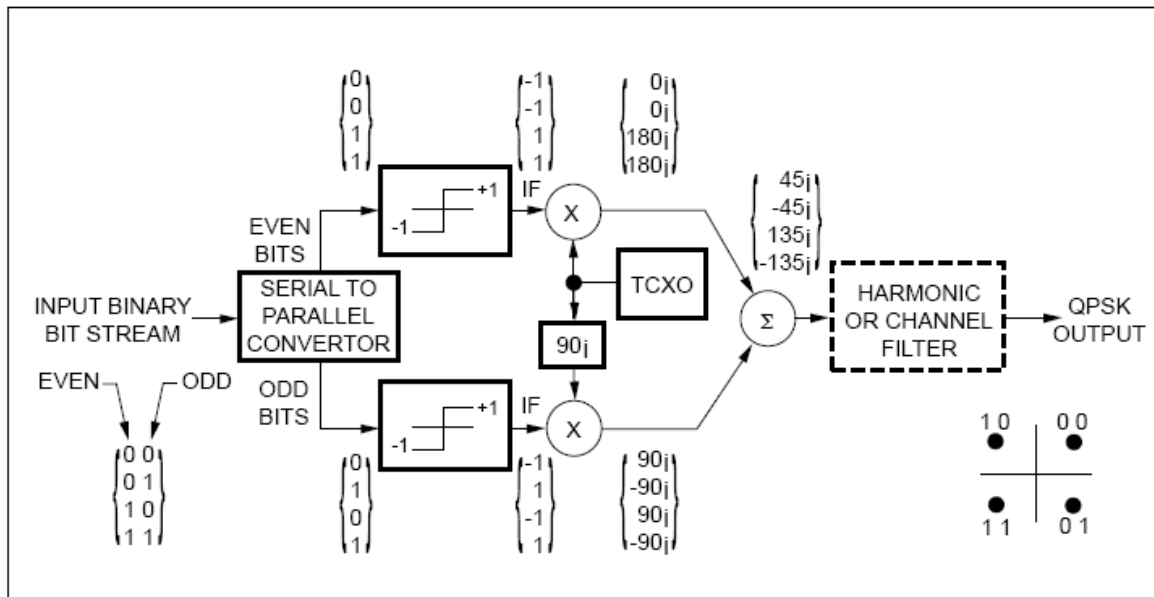 0
0
1
1
-1
-1
1
1
0j
0j
180j
180j
45j
-45j
135j
-135j
+1
-1
IF
X
EVEN
BITS
INPUT BINARY
BIT STREAM
SERIAL TO
PARALLEL
CONVERTOR
TCXO
90j
Σ
HARMONIC
OR CHANNEL
FILTER
QPSK
OUTPUT
EVEN
ODD
ODD
BITS
+1
-1
IF
X
0 0
0 1
1 0
1 1
0
1
0
1
-1
1
-1
1
90j
-90j
90j
-90j
1 0
0 0
1 1
0 1